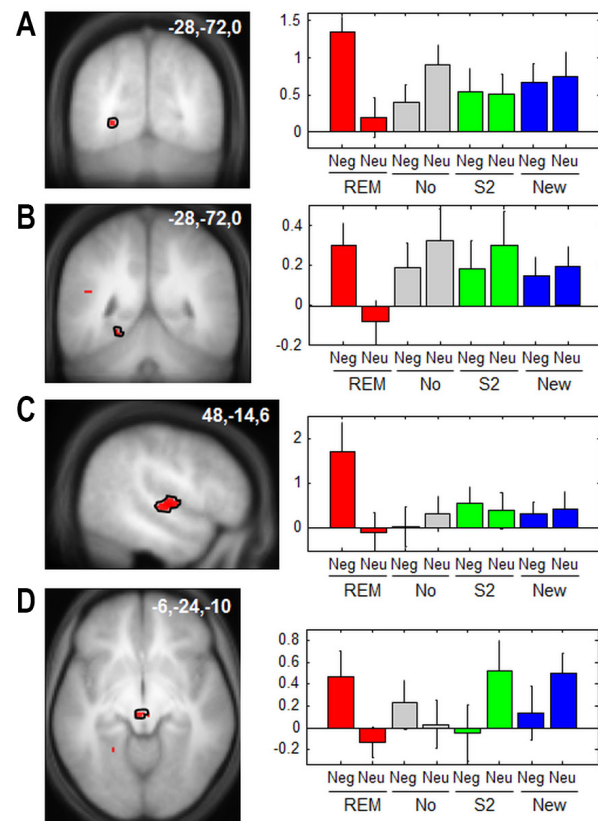 A
-28,-72,0
1.5
1
0.5
0
Neg Neu Neg Neu Neg Neu Neg Neu
REM No S2 New
B
-28,-72,0
0.4
0.2
0
-0.2
Neg Neu Neg Neu Neg Neu Neg Neu
REM No S2 New
C
48,-14,6
2
1
0
Neg Neu Neg Neu Neg Neu Neg Neu
REM No S2 New
D
-6,-24,-10
0.8
0.6
0.4
0.2
0
-0.2
Neg Neu Neg Neu Neg Neu Neg Neu
REM No S2 New